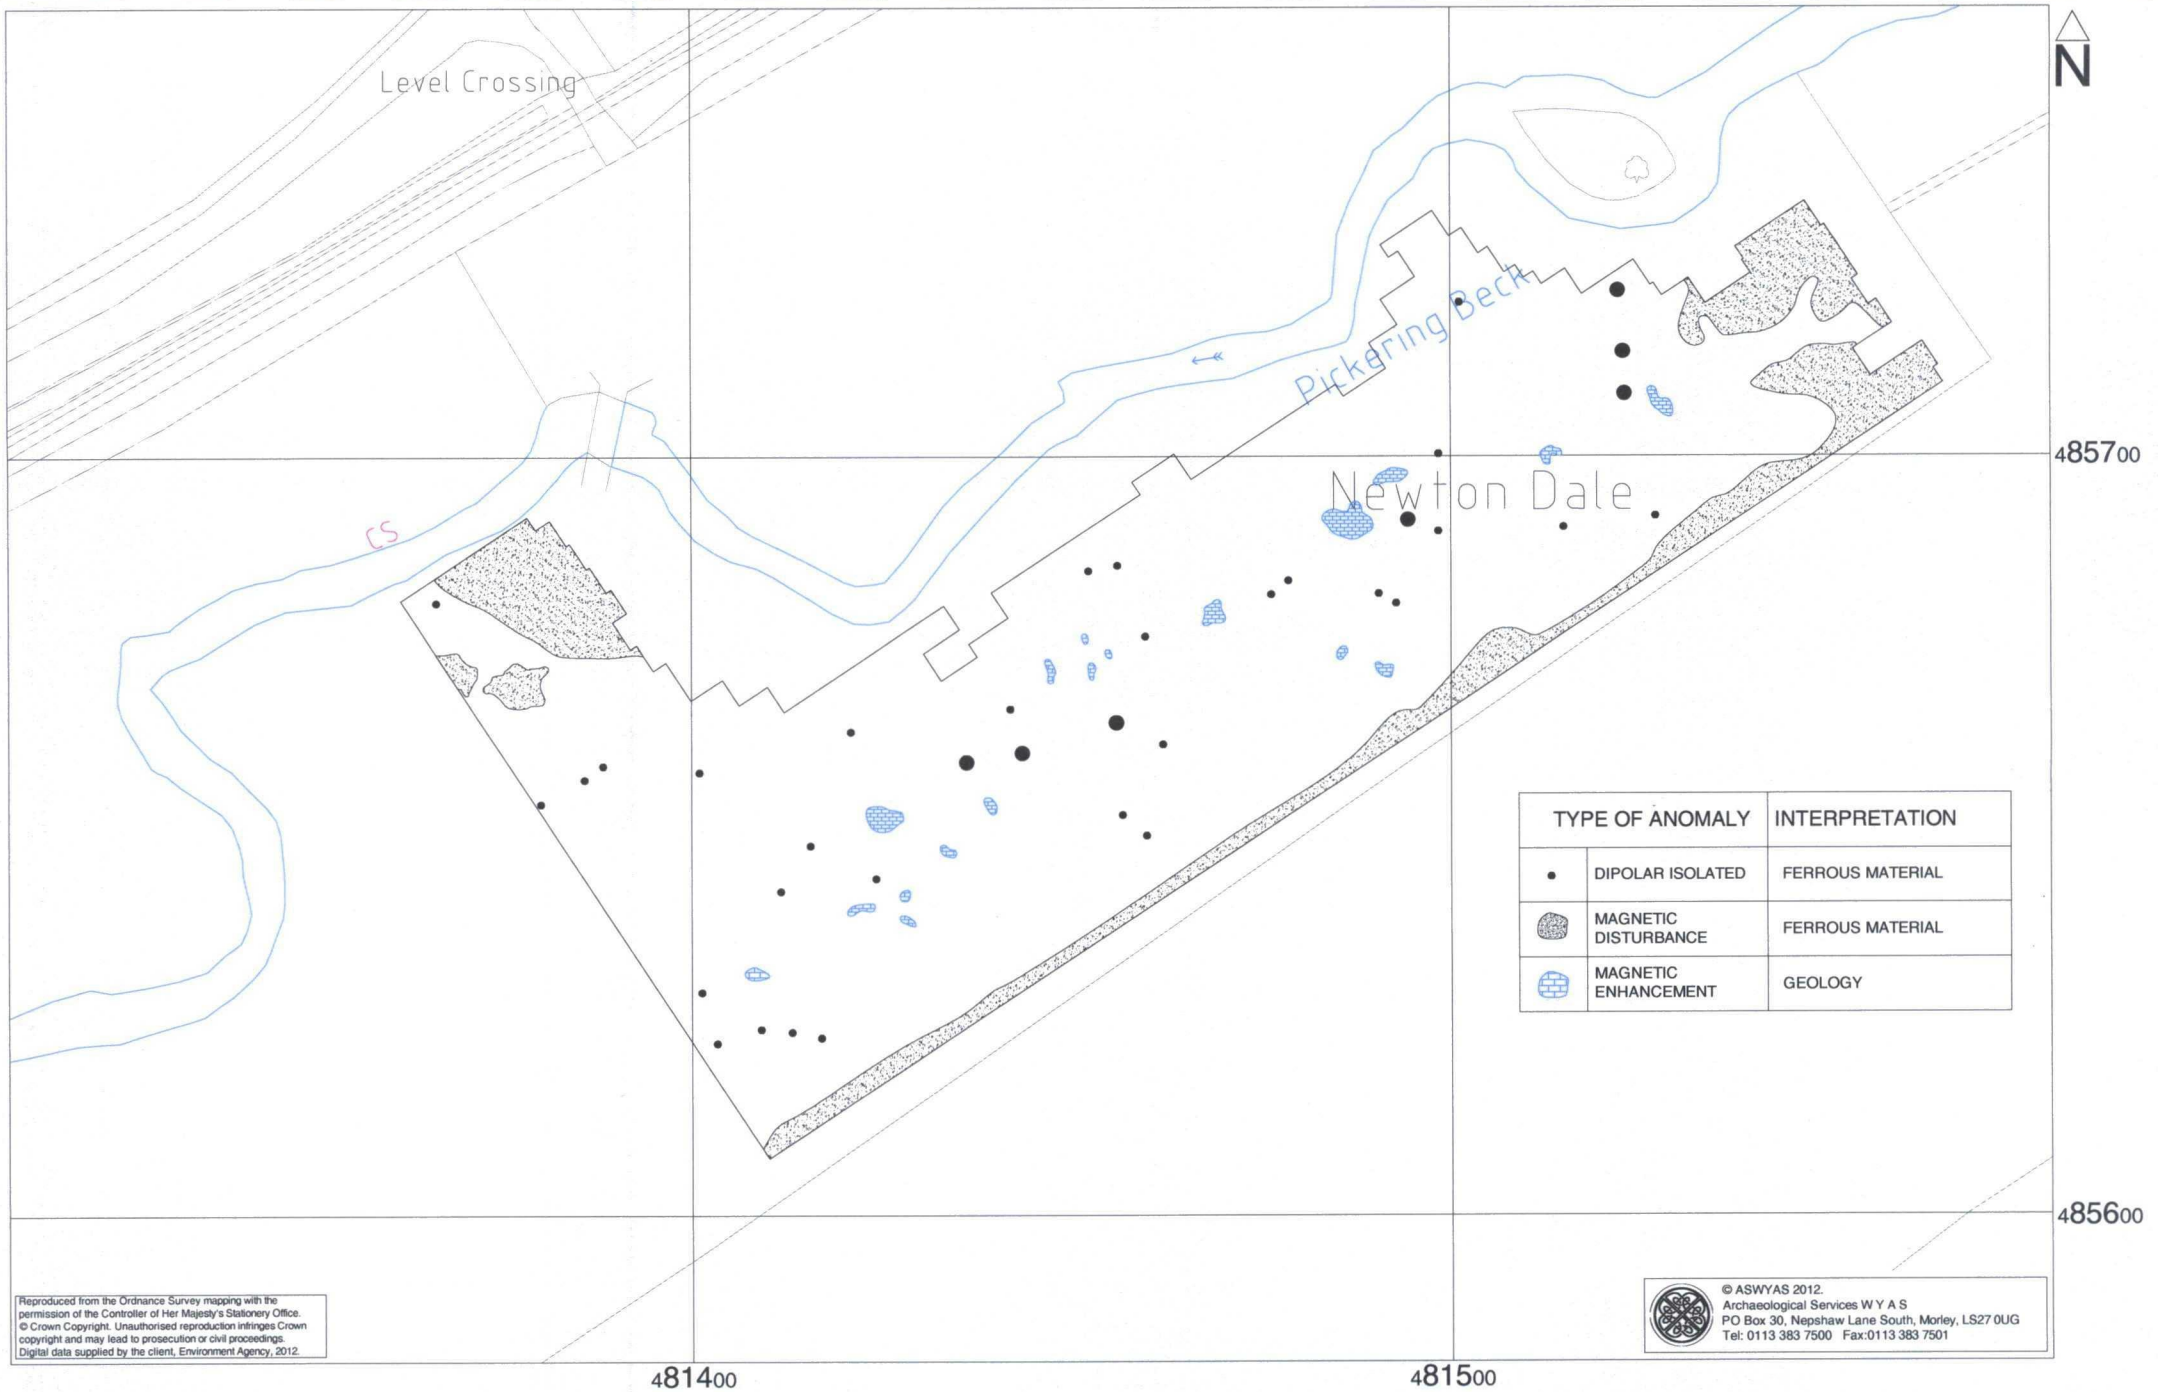 N
Level Crossing
Pickering Beck
CS
Newton Dale
48570​0
TYPE OF ANOMALY INTERPRETATION
DIPOLAR ISOLATED FERROUS MATERIAL
MAGNETIC
DISTURBANCE
FERROUS MATERIAL
MAGNETIC
ENHANCEMENT
GEOLOGY
485600
Reproduced from the Ordnance Survey mapping with the
permission of the Controller of Her Majesty's Stationery Office.
© Crown Copyright. Unauthorised reproduction infringes Crown
copyright and may lead to prosecution or civil proceedings.
Digital data supplied by the client, Environment Agency, 2012.
© ASWYAS 2012.
Archaeological Services W Y A S
PO Box 30, Nepshaw Lane South, Morley, LS27 0UG
Tel: 0113 383 7500 Fax:0113 383 7501
481400
481500